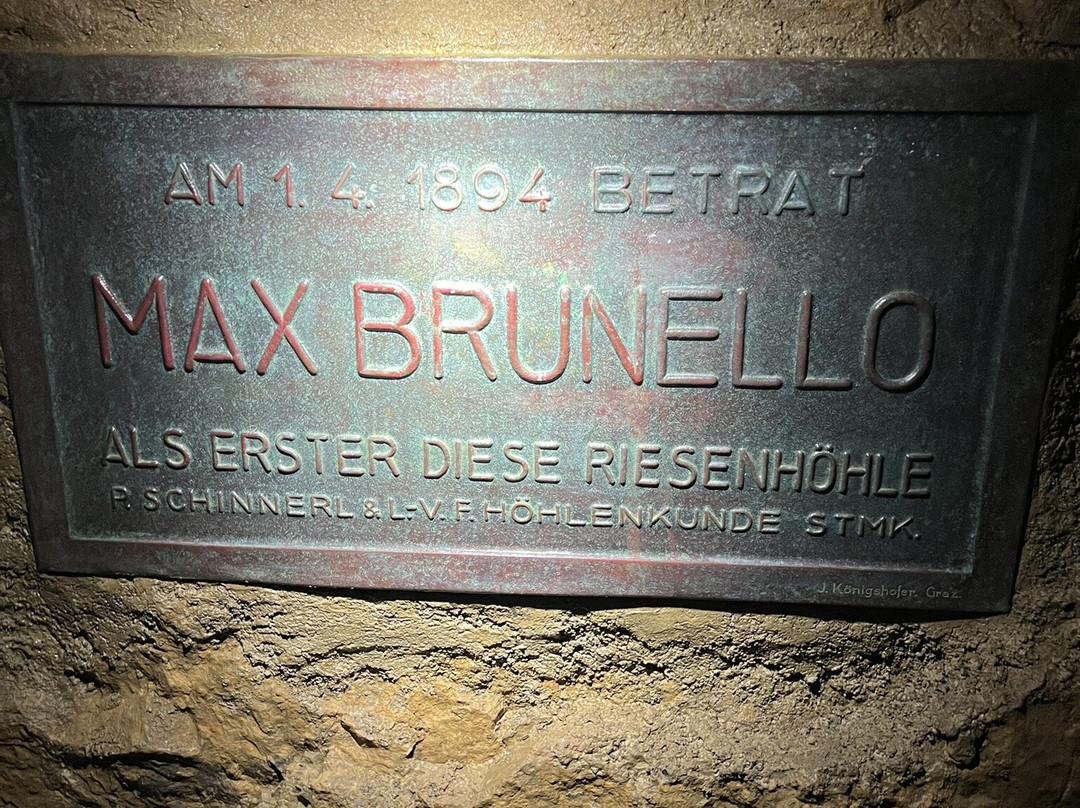 AM 1. 4. 1894 BETRAT
MAX BRUNELLO
ALS ERSTER DIESE RIESENHÖHLE
P. SCHINNERL & L.-V. F. HÖHLENKUNDE STMK.
J. Königshofer. Graz.